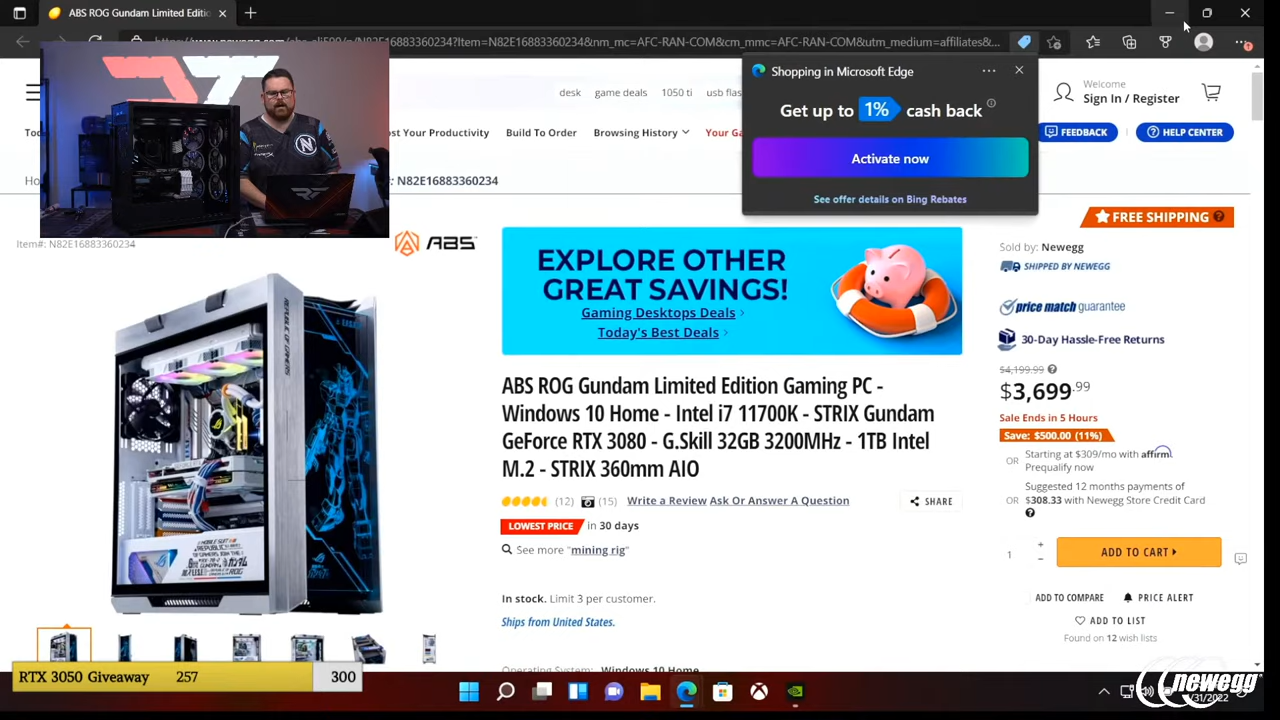 ABS ROG Gundam Limited Editio
Shopping in Microsoft Edge
Get up to 1% cash back
Activate now
See offer details on Bing Rebates
desk game deals 1050 ti usb flas
Welcome
Sign In / Register
Build To Order
Browsing History
FEEDBACK
HELP CENTER
N82E16883360234
FREE SHIPPING
Item#: N82E16883360234
ABS
EXPLORE OTHER
GREAT SAVINGS!
Gaming Desktops Deals
Today's Best Deals
Sold by: Newegg
SHIPPED BY NEWEGG
price match guarantee
30-Day Hassle-Free Returns
$4,199.99
$3,699.99
Sale Ends in 5 Hours
Save: $500.00 (11%)
OR Starting at $309/mo with affirm.
Prequalify now
OR Suggested 12 months payments of
$308.33 with Newegg Store Credit Card
ABS ROG Gundam Limited Edition Gaming PC -
Windows 10 Home - Intel i7 11700K - STRIX Gundam
GeForce RTX 3080 - G.Skill 32GB 3200MHz - 1TB Intel
M.2 - STRIX 360mm AIO
(12) (15) Write a Review Ask Or Answer A Question
SHARE
LOWEST PRICE in 30 days
See more "mining rig"
1
ADD TO CART
In stock. Limit 3 per customer.
Ships from United States.
ADD TO COMPARE
PRICE ALERT
ADD TO LIST
Found on 12 wish lists
Operating System: Windows 10 Home
RTX 3050 Giveaway 257 300
newegg
/31/2022